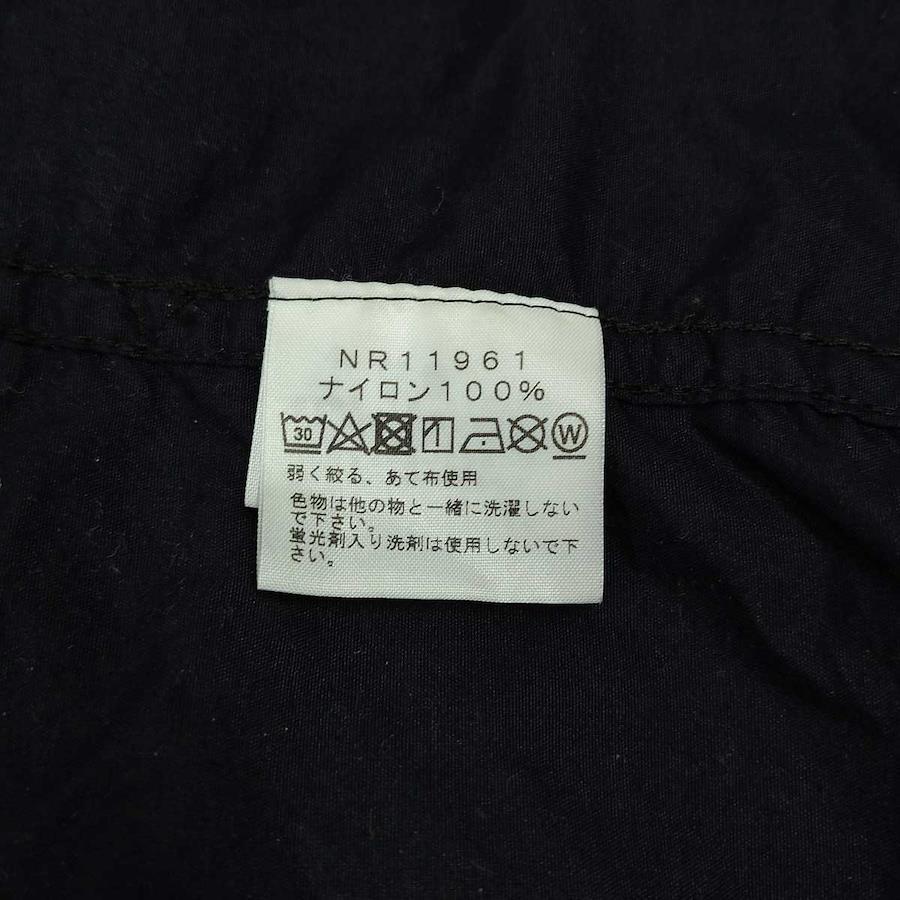 NR11961
ナイロン100%
30 W
弱く絞る、あて布使用
色物は他の物と一緒に洗濯しない
で下さい。
蛍光剤入り洗剤は使用しないで下
さい。